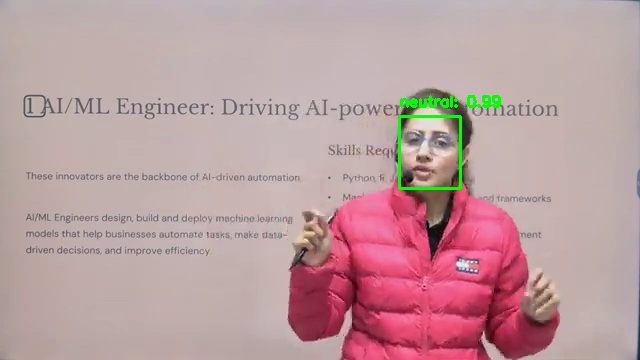 1 AI/ML Engineer: Driving AI-power omation
neutral: 0.99
Skills Requ
These innovators are the backbone of AI-driven automation
• Python,
• and frameworks
AI/ML Engineers design, build and deploy machine learning
models that help businesses automate tasks, make data-
driven decisions, and improve efficiency.